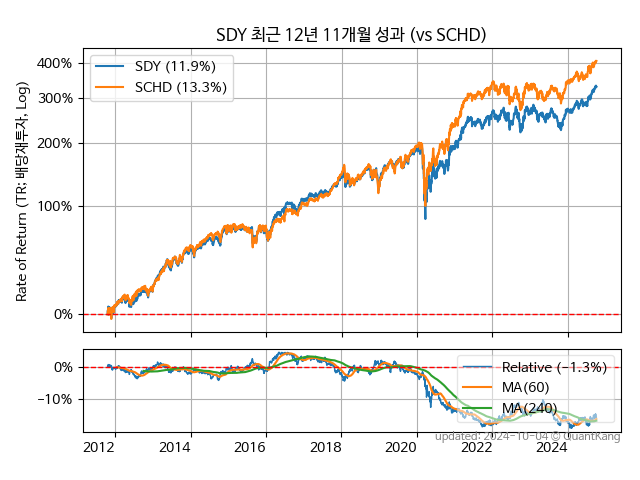 SDY 최근 12년 11개월 성과 (vs SCHD)
Rate of Return (TR; 배당재투자, Log)
400%
300%
200%
100%
0%
SDY (11.9%)
SCHD (13.3%)
0%
−10%
Relative (−1.3%)
MA(60)
MA(240)
2012
2014
2016
2018
2020
2022
2024
updated: 2024-10-04 © QuantKang